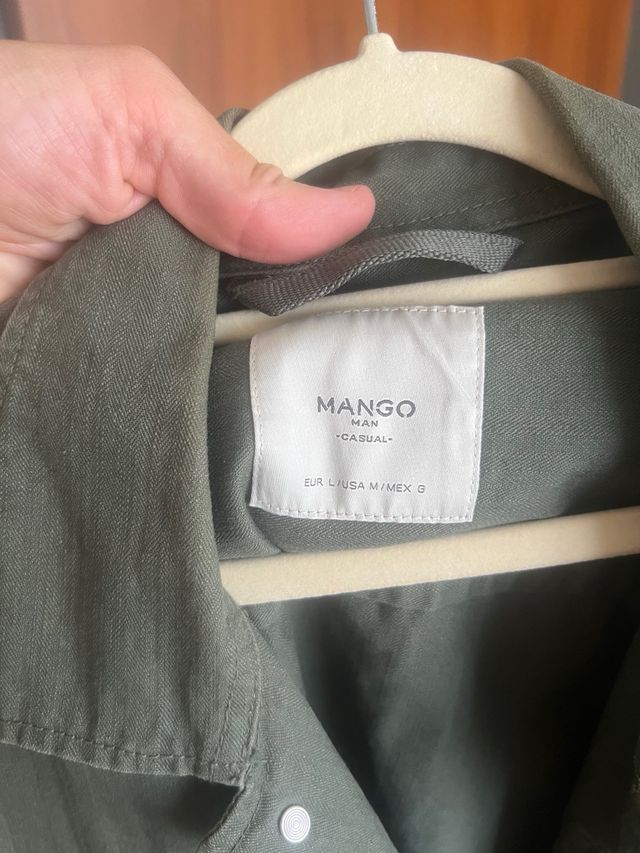 MANGO
MAN
-CASUAL-
EUR L/USA M/MEX G